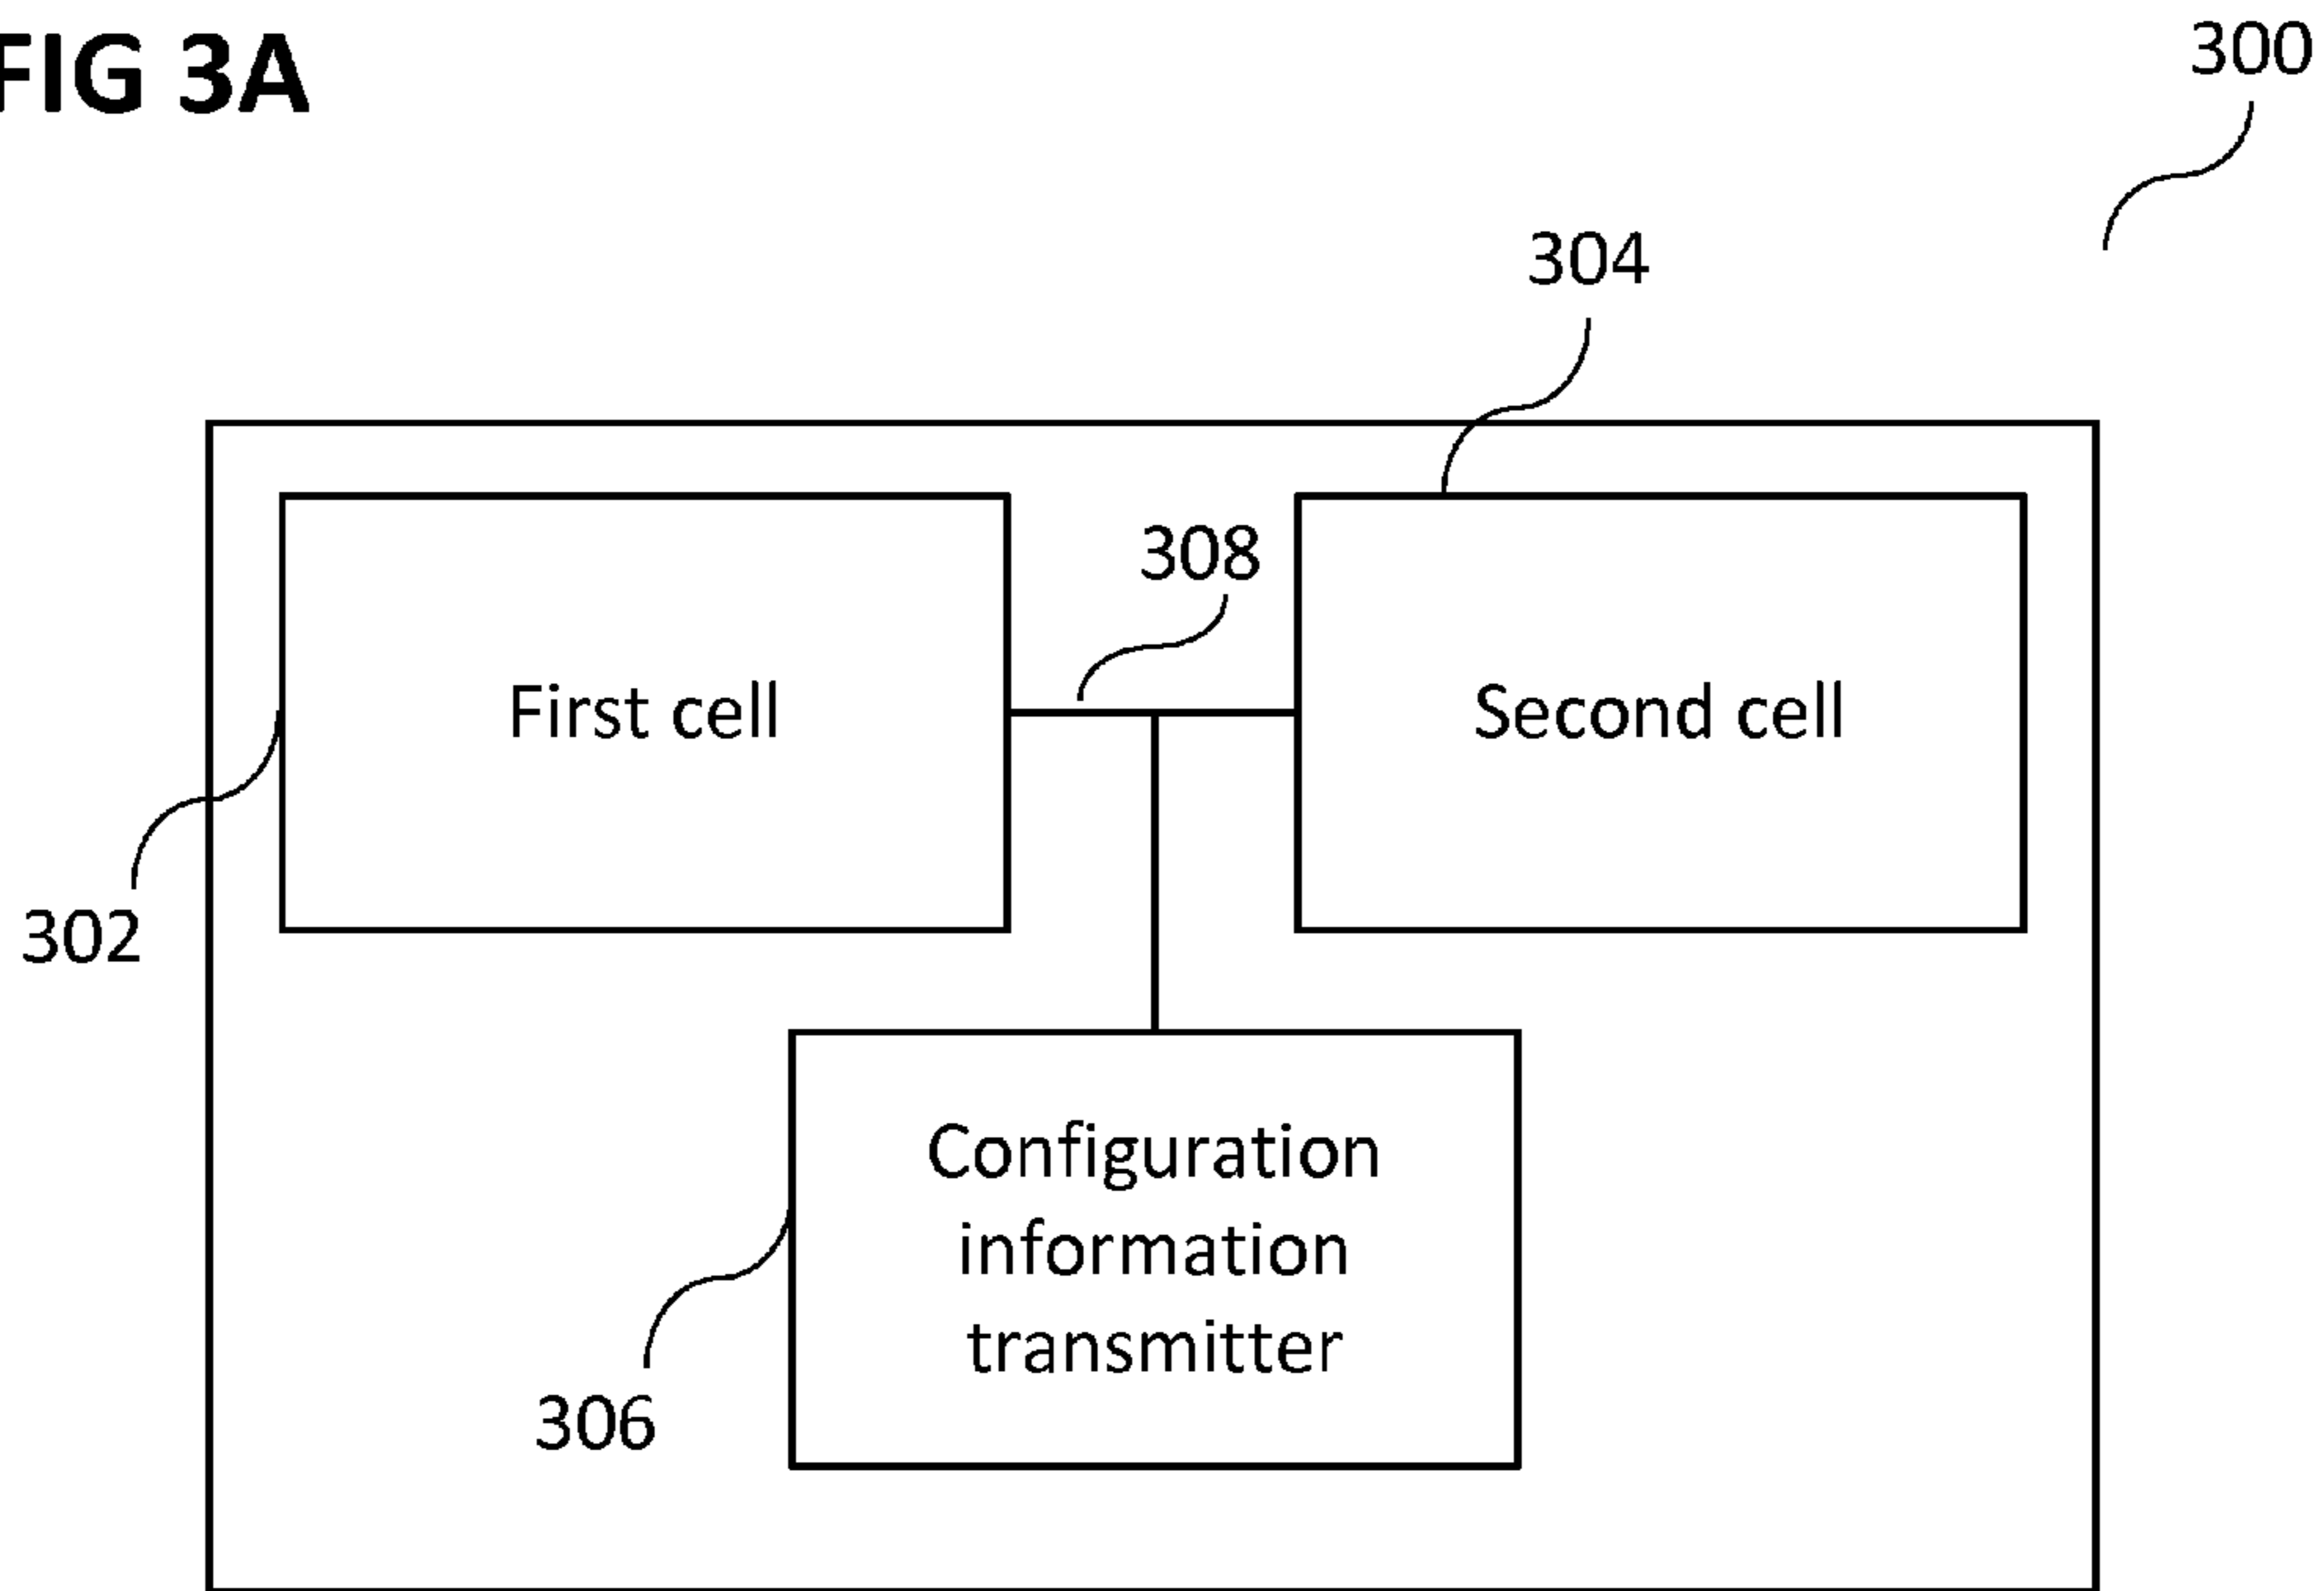 FIG 3A
300
304
308
First cell
Second cell
302
Configuration
information
transmitter
306